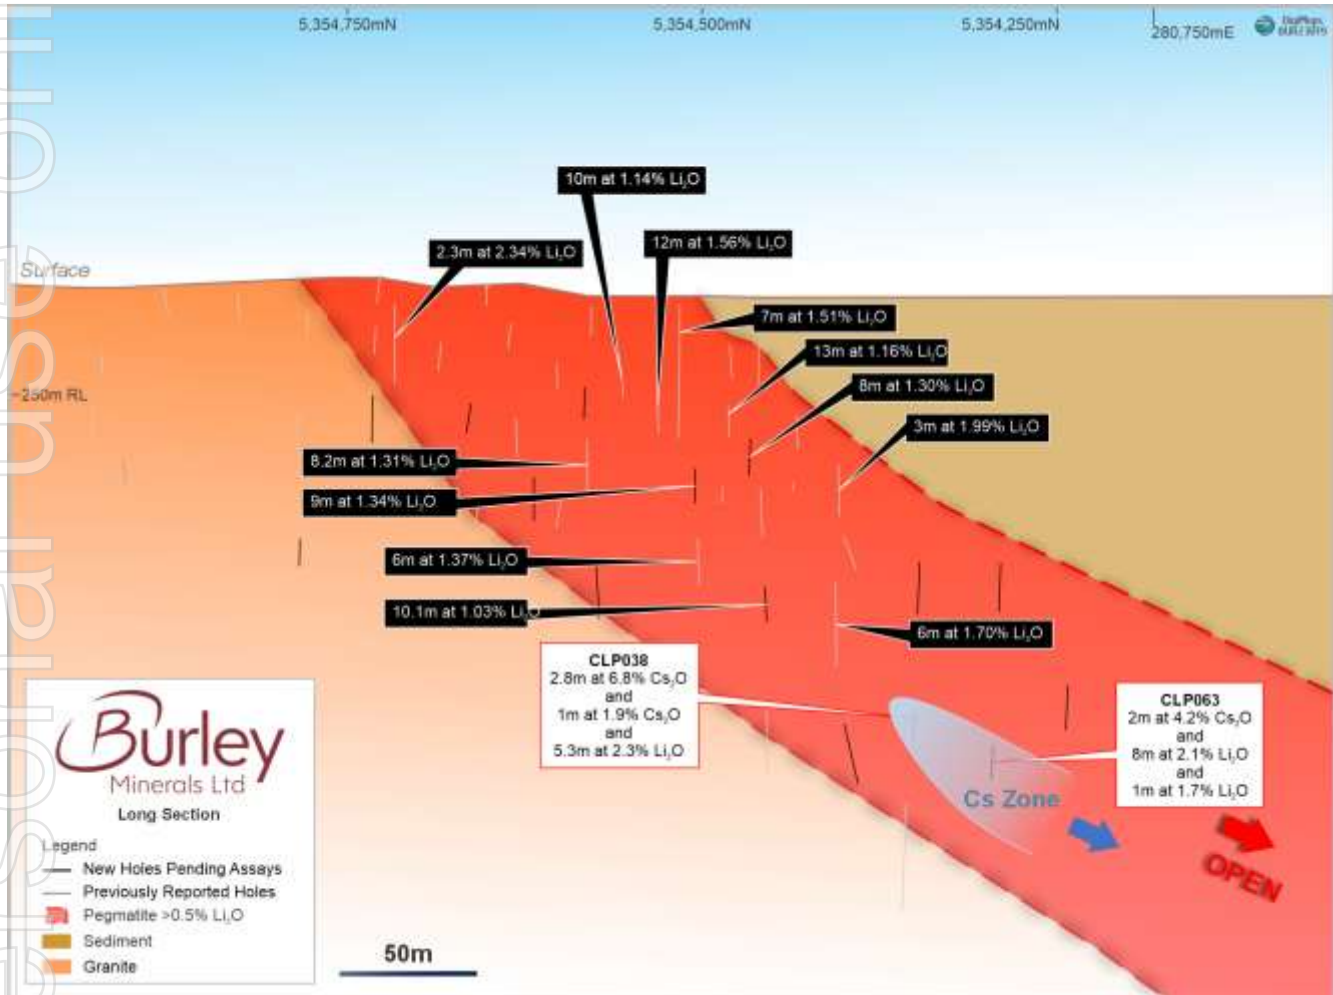 5,354,750mN
5,354,500mN
5,354,250mN
280,750mE
10m at 1.14% Li₂O
12m at 1.56% Li₂O
2.3m at 2.34% Li₂O
Surface
7m at 1.51% Li₂O
13m at 1.16% Li₂O
8m at 1.30% Li₂O
-250m RL
3m at 1.99% Li₂O
8.2m at 1.31% Li₂O
9m at 1.34% Li₂O
6m at 1.37% Li₂O
10.1m at 1.03% Li₂O
6m at 1.70% Li₂O
CLP038
2.8m at 6.8% Cs₂O
and
1m at 1.9% Cs₂O
and
5.3m at 2.3% Li₂O
CLP063
2m at 4.2% Cs₂O
and
8m at 2.1% Li₂O
and
1m at 1.7% Li₂O
Cs Zone
OPEN
Burley
Minerals Ltd
Long Section
Legend
New Holes Pending Assays
Previously Reported Holes
Pegmatite >0.5% Li₂O
Sediment
Granite
50m